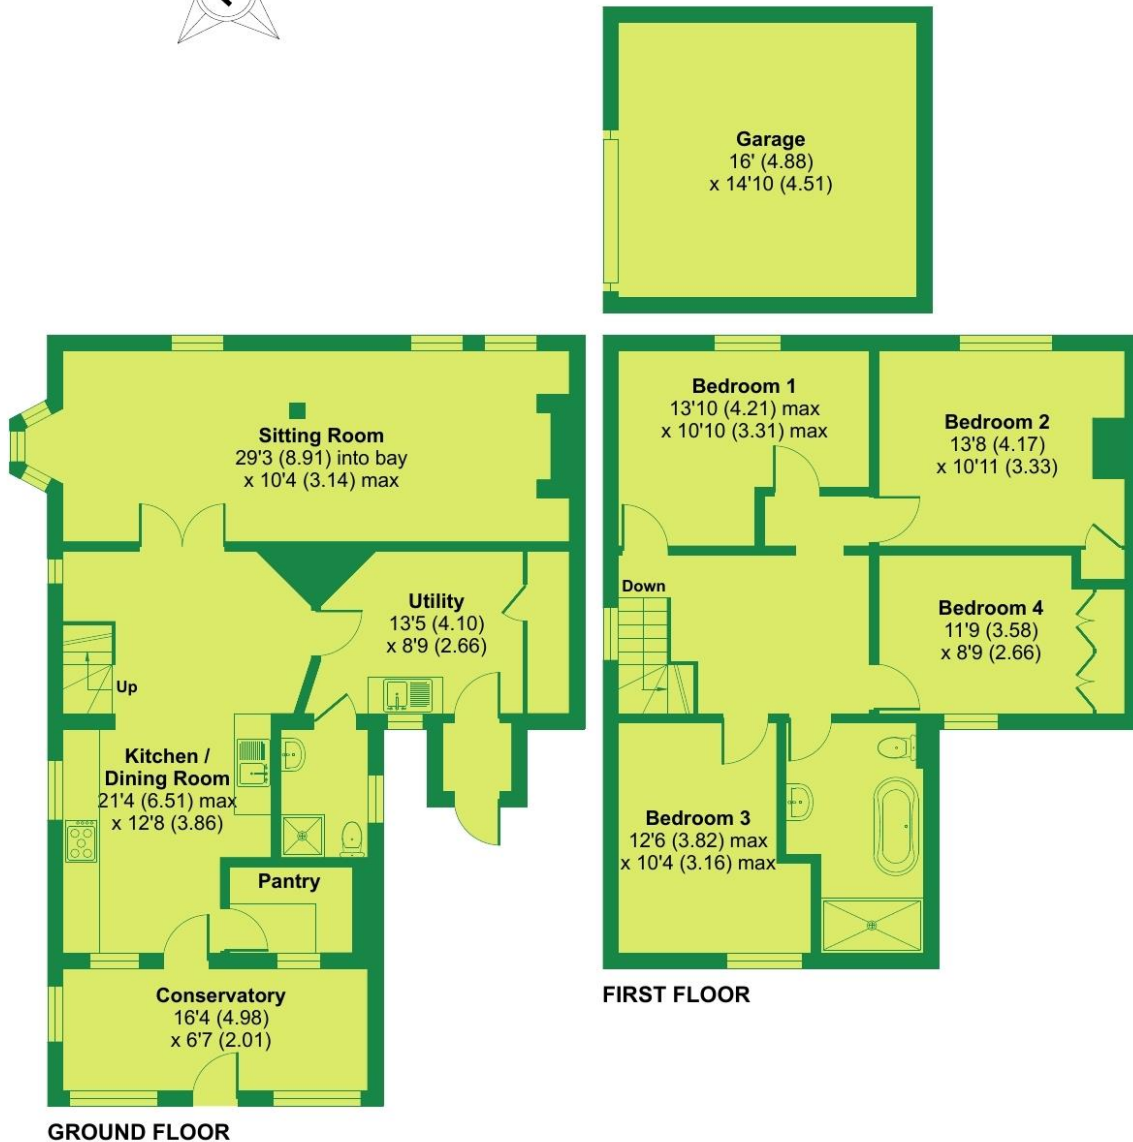 Garage
16' (4.88)
x 14'10 (4.51)
Sitting Room
29'3 (8.91) into bay
x 10'4 (3.14) max
Bedroom 1
13'10 (4.21) max
x 10'10 (3.31) max
Bedroom 2
13'8 (4.17)
x 10'11 (3.33)
Utility
13'5 (4.10)
x 8'9 (2.66)
Down
Bedroom 4
11'9 (3.58)
x 8'9 (2.66)
Up
Kitchen /
Dining Room
21'4 (6.51) max
x 12'8 (3.86)
Bedroom 3
12'6 (3.82) max
x 10'4 (3.16) max
Pantry
Conservatory
16'4 (4.98)
x 6'7 (2.01)
FIRST FLOOR
GROUND FLOOR